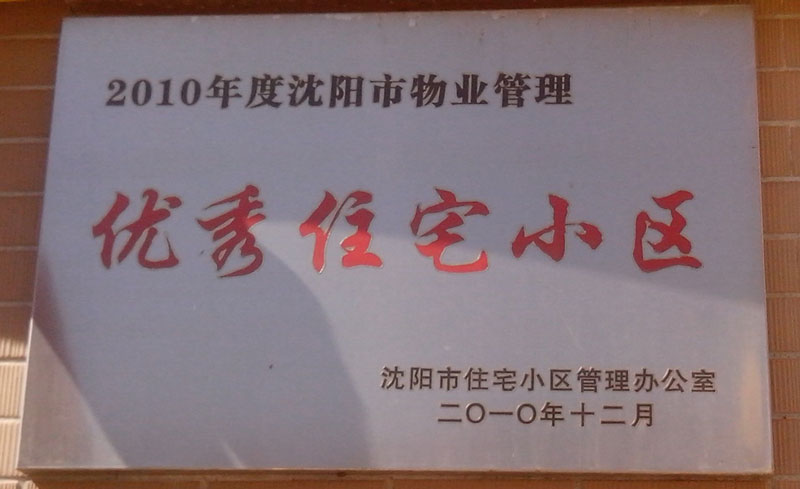 2010年度沈阳市物业管理
优秀住宅小区
沈阳市住宅小区管理办公室
二〇一〇年十二月